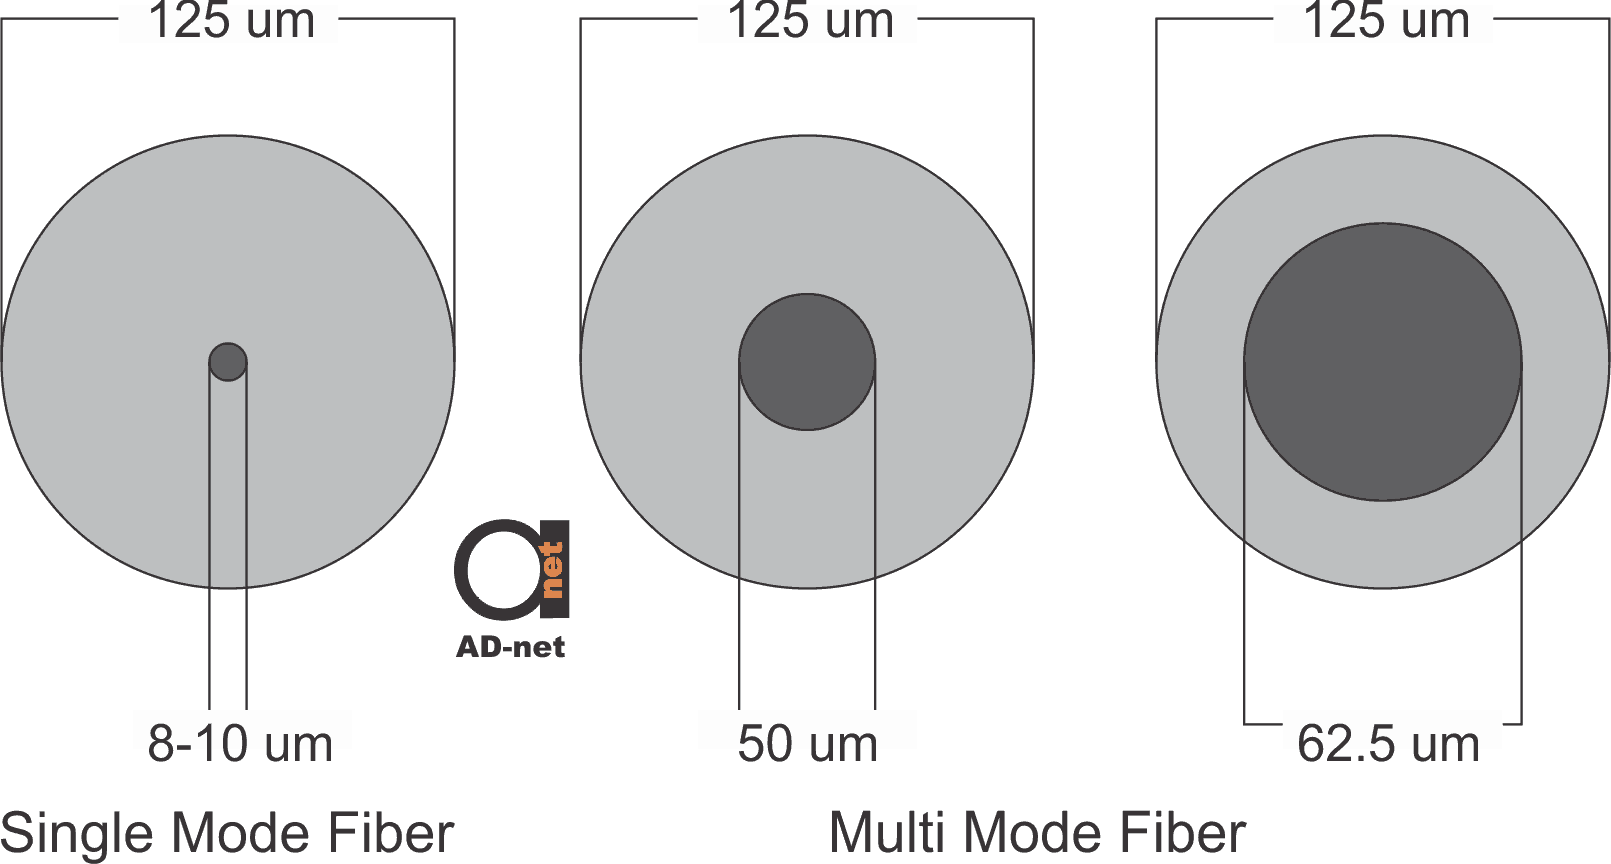 125 um
125 um
125 um
net
AD-net
8-10 um
50 um
62.5 um
Single Mode Fiber
Multi Mode Fiber